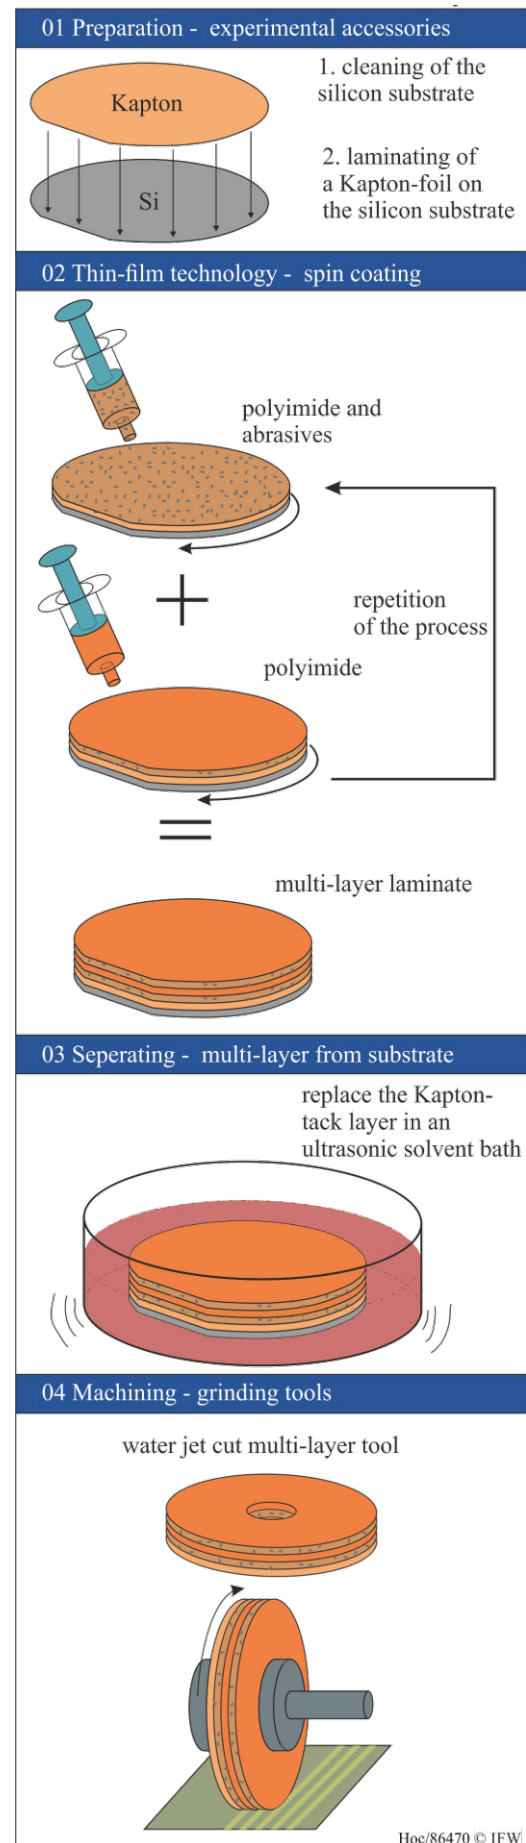 01 Preparation - experimental accessories
Kapton
1. cleaning of the
silicon substrate
Si
2. laminating of
a Kapton-foil on
the silicon substrate
02 Thin-film technology - spin coating
polyimide and
abrasives
repetition
of the process
polyimide
multi-layer laminate
03 Seperating - multi-layer from substrate
replace the Kapton-
tack layer in an
ultrasonic solvent bath
04 Machining - grinding tools
water jet cut multi-layer tool
Hoc/86470 © IFW